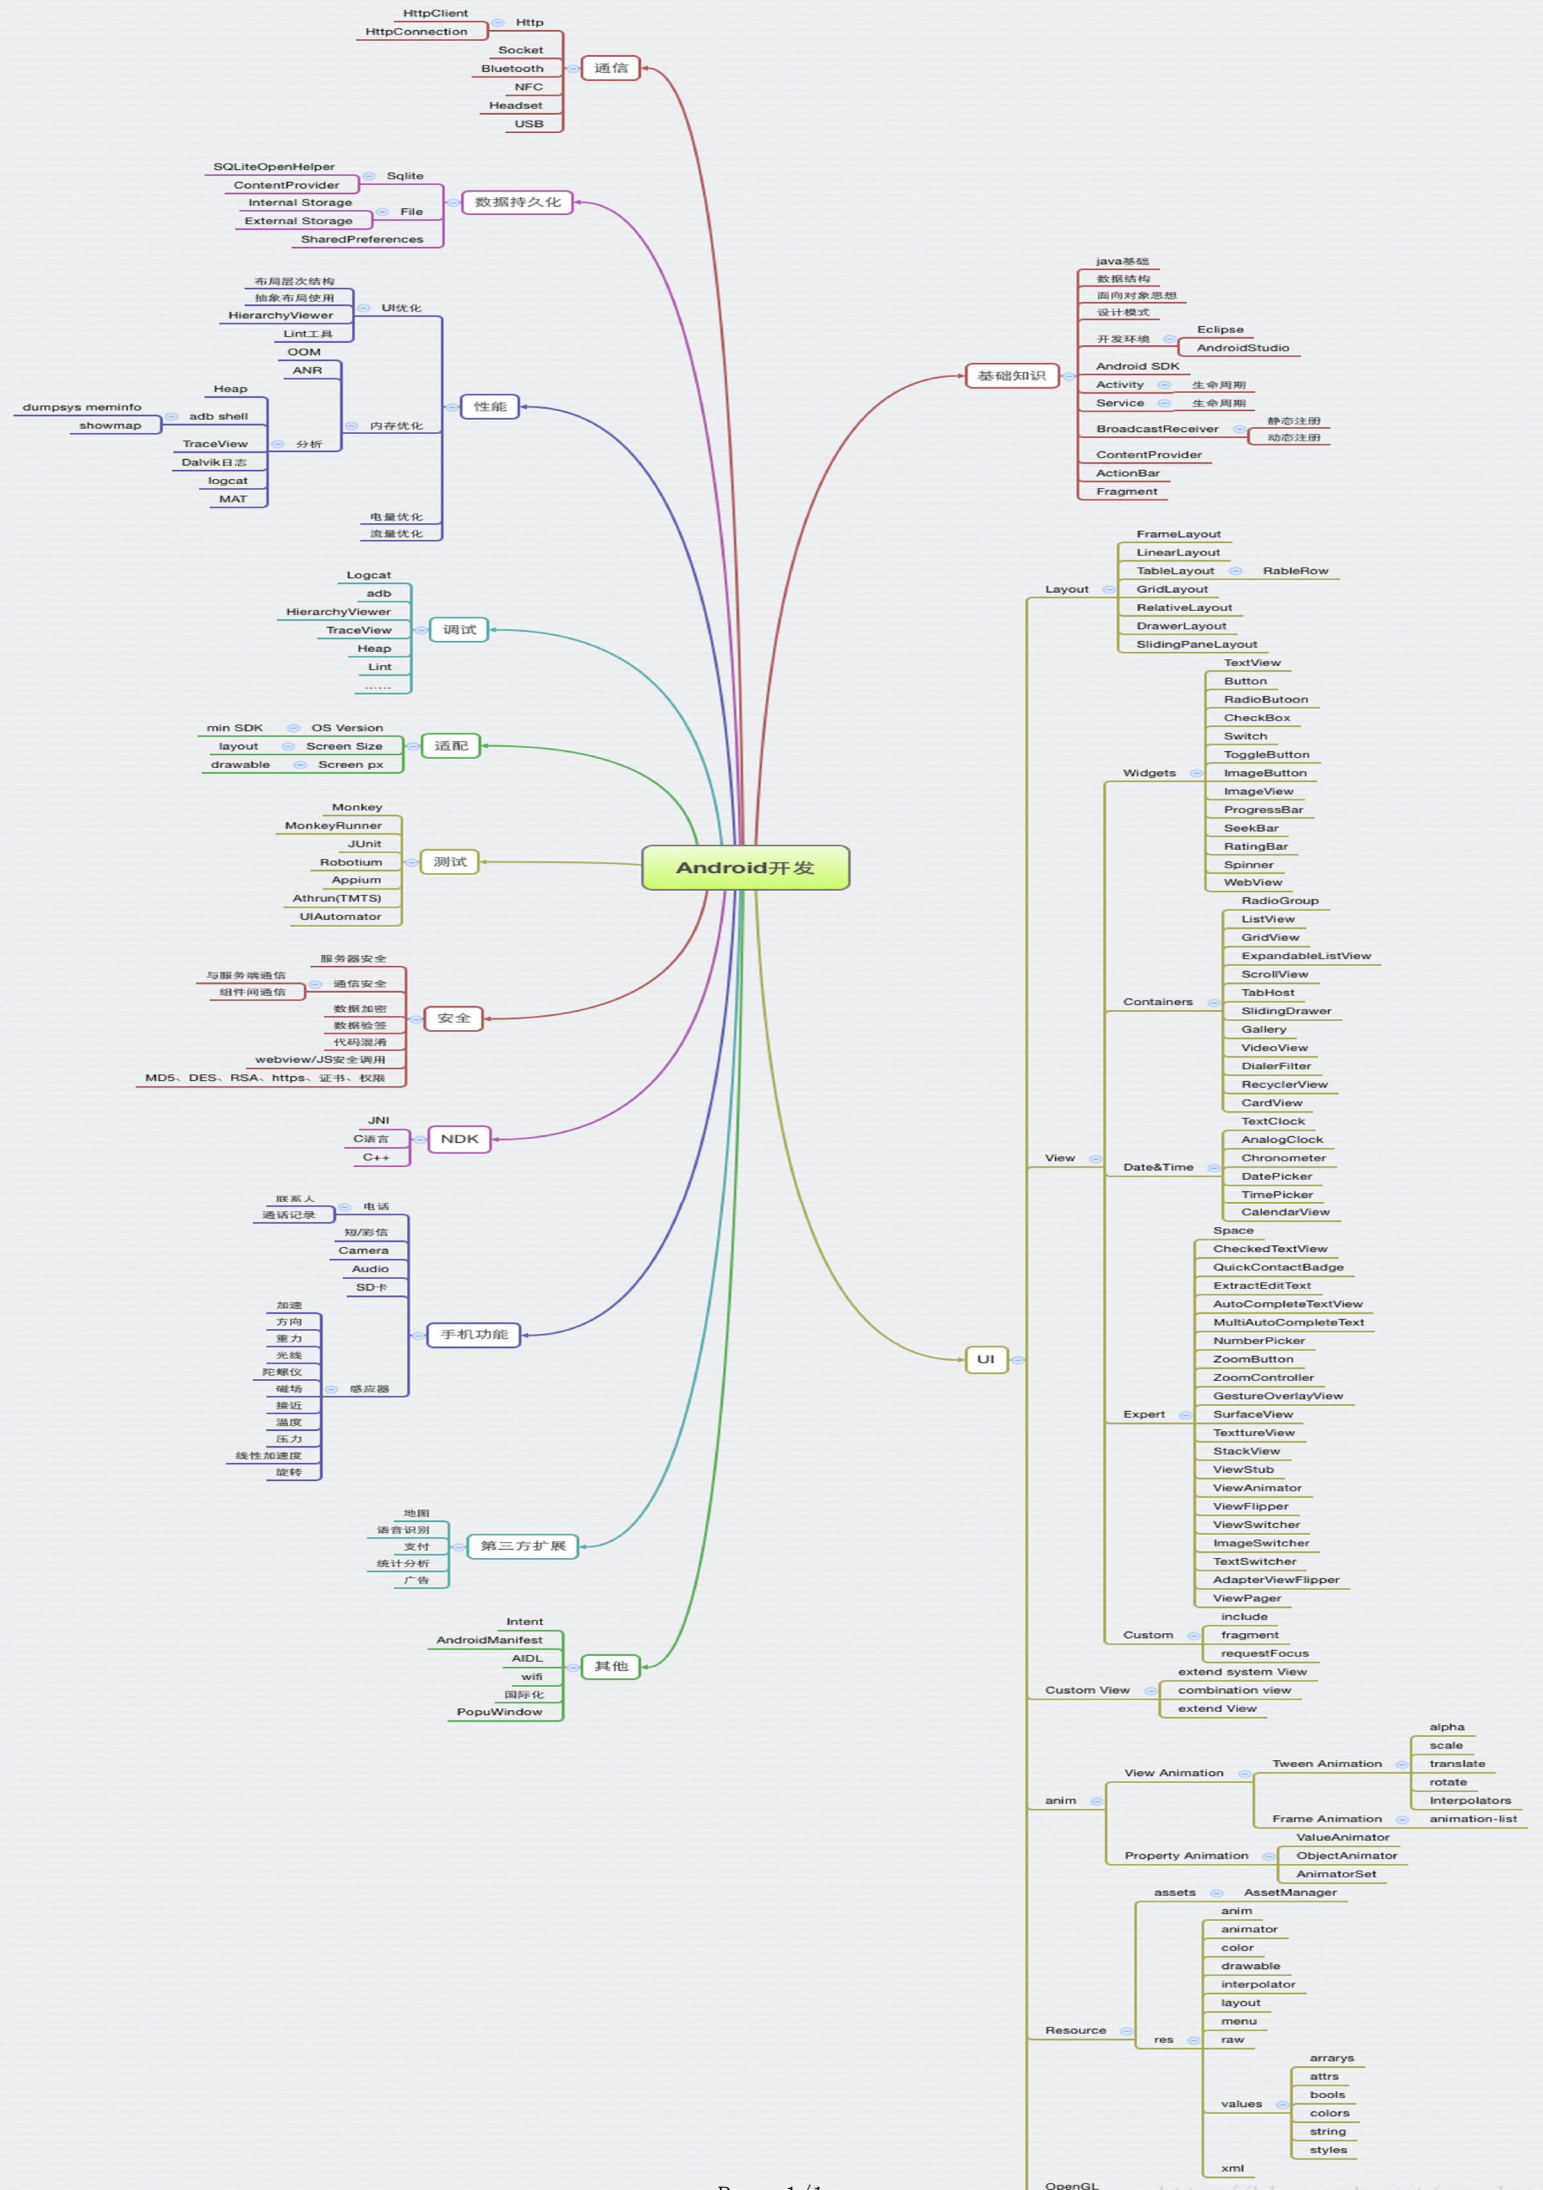 HttpClient
HttpConnection
Http
Socket
Bluetooth
NFC
Headset
USB
通信
SQLiteOpenHelper
ContentProvider
Sqlite
Internal Storage
External Storage
File
SharedPreferences
数据持久化
布局层次结构
抽象布局使用
HierarchyViewer
Lint工具
UI优化
OOM
ANR
Heap
dumpsys meminfo
showmap
adb shell
TraceView
Dalvik日志
logcat
MAT
分析
内存优化
电量优化
流量优化
性能
Logcat
adb
HierarchyViewer
TraceView
Heap
Lint
......
调试
min SDK
OS Version
layout
Screen Size
drawable
Screen px
适配
Monkey
MonkeyRunner
JUnit
Robotium
Appium
Athrun(TMTS)
UIAutomator
测试
服务器安全
与服务端通信
组件间通信
通信安全
数据加密
数据验签
代码混淆
webview/JS安全调用
MD5、DES、RSA、https、证书、权限
安全
JNI
C语言
C++
NDK
联系人
通话记录
电话
短/彩信
Camera
Audio
SD卡
加速
方向
重力
光线
陀螺仪
磁场
接近
温度
压力
线性加速度
旋转
感应器
手机功能
地图
语音识别
支付
统计分析
广告
第三方扩展
Intent
AndroidManifest
AIDL
wifi
国际化
PopuWindow
其他
Android开发
基础知识
java基础
数据结构
面向对象思想
设计模式
开发环境
Eclipse
AndroidStudio
Android SDK
Activity
生命周期
Service
生命周期
BroadcastReceiver
静态注册
动态注册
ContentProvider
ActionBar
Fragment
UI
Layout
FrameLayout
LinearLayout
TableLayout
RableRow
GridLayout
RelativeLayout
DrawerLayout
SlidingPaneLayout
View
Widgets
TextView
Button
RadioButoon
CheckBox
Switch
ToggleButton
ImageButton
ImageView
ProgressBar
SeekBar
RatingBar
Spinner
WebView
Containers
RadioGroup
ListView
GridView
ExpandableListView
ScrollView
TabHost
SlidingDrawer
Gallery
VideoView
DialerFilter
RecyclerView
CardView
Date&Time
TextClock
AnalogClock
Chronometer
DatePicker
TimePicker
CalendarView
Expert
Space
CheckedTextView
QuickContactBadge
ExtractEditText
AutoCompleteTextView
MultiAutoCompleteText
NumberPicker
ZoomButton
ZoomController
GestureOverlayView
SurfaceView
TexttureView
StackView
ViewStub
ViewAnimator
ViewFlipper
ViewSwitcher
ImageSwitcher
TextSwitcher
AdapterViewFlipper
ViewPager
Custom
include
fragment
requestFocus
Custom View
extend system View
combination view
extend View
anim
View Animation
Tween Animation
alpha
scale
translate
rotate
Interpolators
Frame Animation
animation-list
Property Animation
ValueAnimator
ObjectAnimator
AnimatorSet
Resource
assets
AssetManager
res
anim
animator
color
drawable
interpolator
layout
menu
raw
values
arrarys
attrs
bools
colors
string
styles
xml
OpenGL